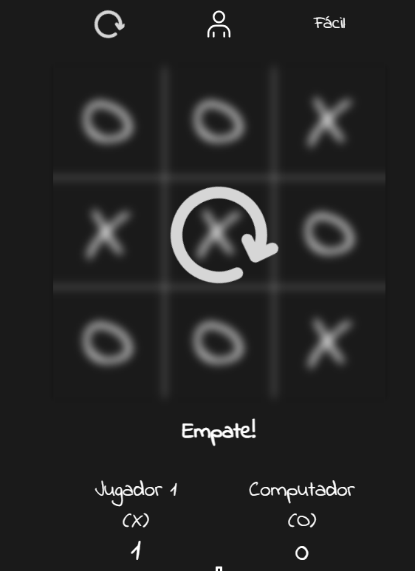 Fácil
O O X
X X O
O O X
Empate!
Jugador 1 Computador
(X) (O)
1 0